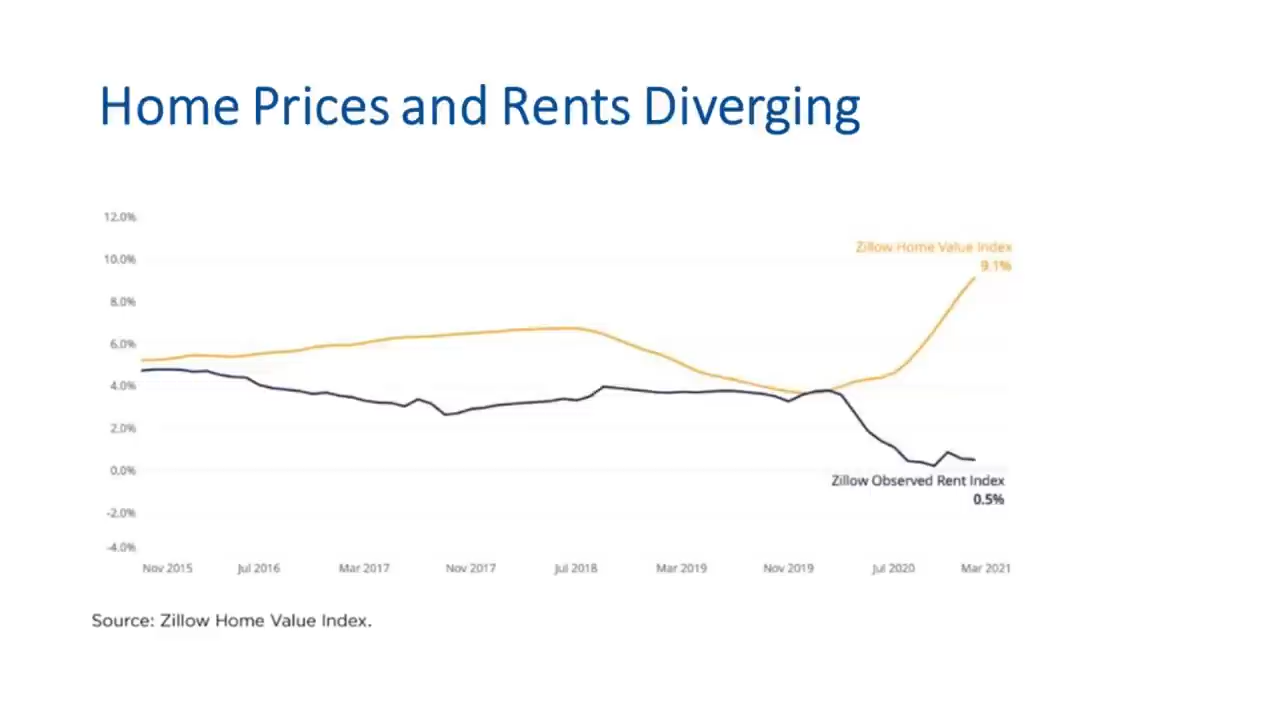 Home Prices and Rents Diverging
12.0%
10.0%
8.0%
6.0%
4.0%
2.0%
0.0%
-2.0%
-4.0%
Zillow Home Value Index
9.1%
Zillow Observed Rent Index
0.5%
Nov 2015 Jul 2016 Mar 2017 Nov 2017 Jul 2018 Mar 2019 Nov 2019 Jul 2020 Mar 2021
Source: Zillow Home Value Index.